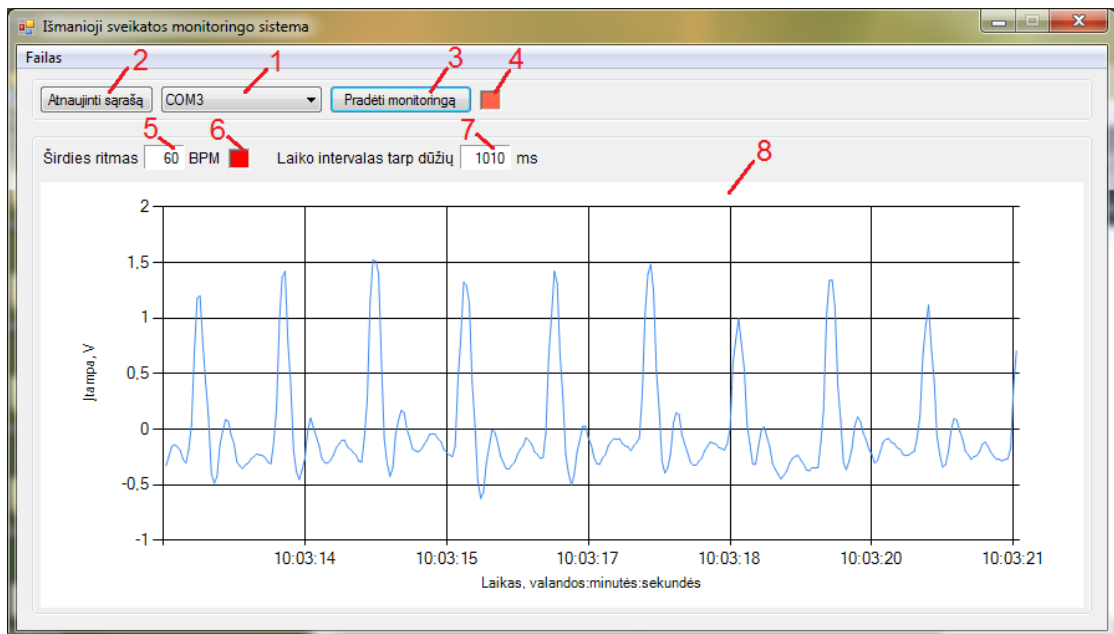 Išmanioji sveikatos monitoringo sistema
Failas
2 1 3 4
Atnaujinti sąrašą COM3 Pradėti monitoringą
5 6 7
Širdies ritmas 60 BPM Laiko intervalas tarp dūžių 1010 ms
8
2
1,5
1
0,5
0
-0,5
-1
Įtampa, V
10:03:14 10:03:15 10:03:17 10:03:18 10:03:20 10:03:21
Laikas, valandos:minutės:sekundės